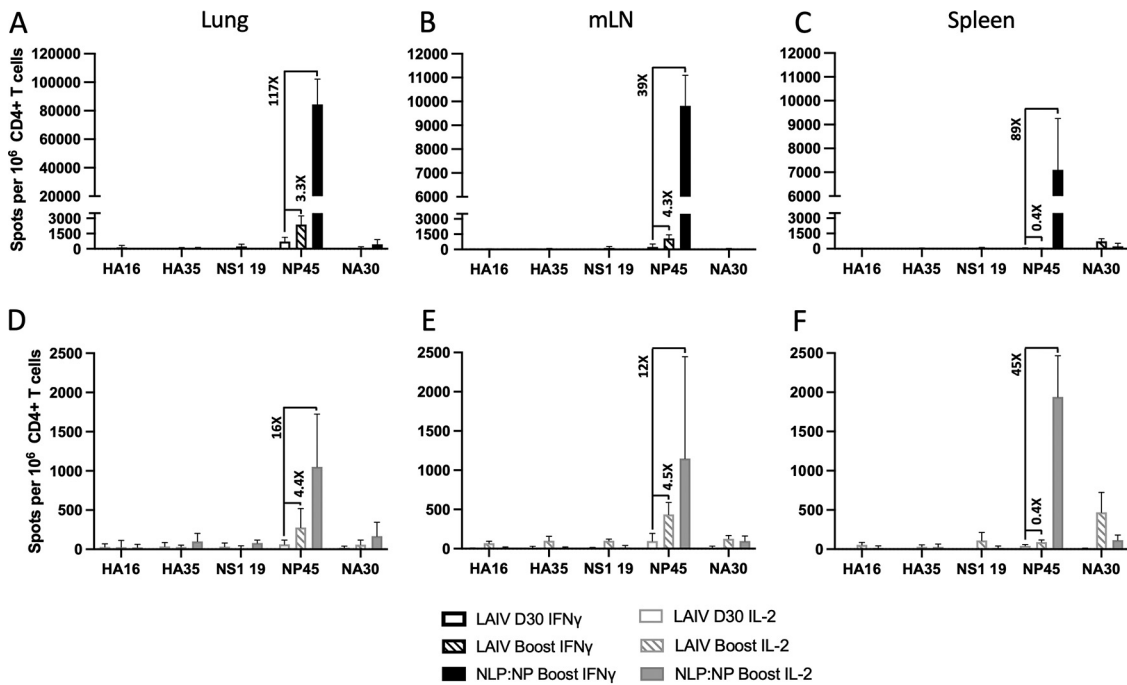 A Lung
B mLN
C Spleen
Spots per 10⁶ CD4+ T cells
120000
100000
80000
60000
40000
20000
3000
1500
0
117X
3.3X
HA16 HA35 NS1 19 NP45 NA30
12000
11000
10000
9000
8000
7000
6000
3000
1500
0
39X
4.3X
HA16 HA35 NS1 19 NP45 NA30
12000
11000
10000
9000
8000
7000
6000
3000
1500
0
89X
0.4X
HA16 HA35 NS1 19 NP45 NA30
D
Spots per 10⁶ CD4+ T cells
2500
2000
1500
1000
500
0
16X
4.4X
HA16 HA35 NS1 19 NP45 NA30
E
2500
2000
1500
1000
500
0
12X
4.5X
HA16 HA35 NS1 19 NP45 NA30
F
2500
2000
1500
1000
500
0
45X
0.4X
HA16 HA35 NS1 19 NP45 NA30
LAIV D30 IFNγ
LAIV Boost IFNγ
NLP:NP Boost IFNγ
LAIV D30 IL-2
LAIV Boost IL-2
NLP:NP Boost IL-2